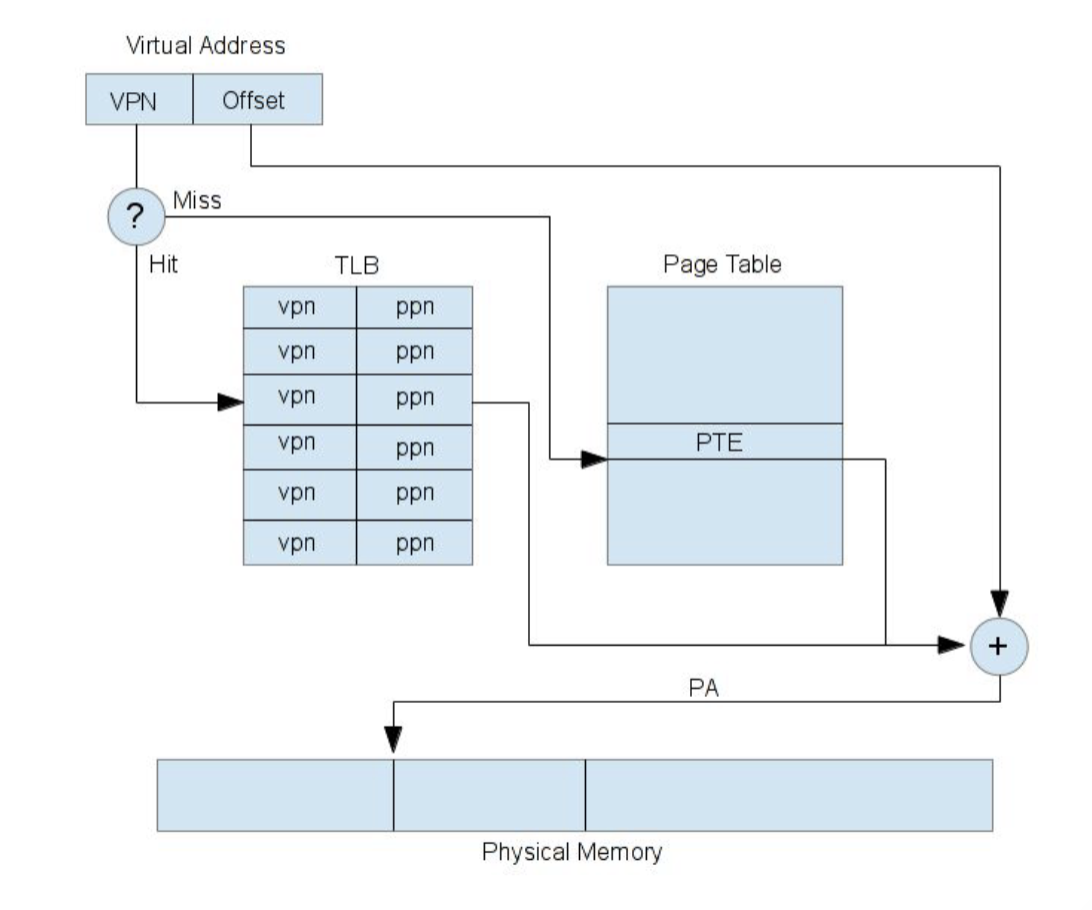 Virtual Address
VPN Offset
?
Miss
Hit
TLB
Page Table
vpn ppn
vpn ppn
vpn ppn
vpn ppn
vpn ppn
vpn ppn
PTE
+
PA
Physical Memory